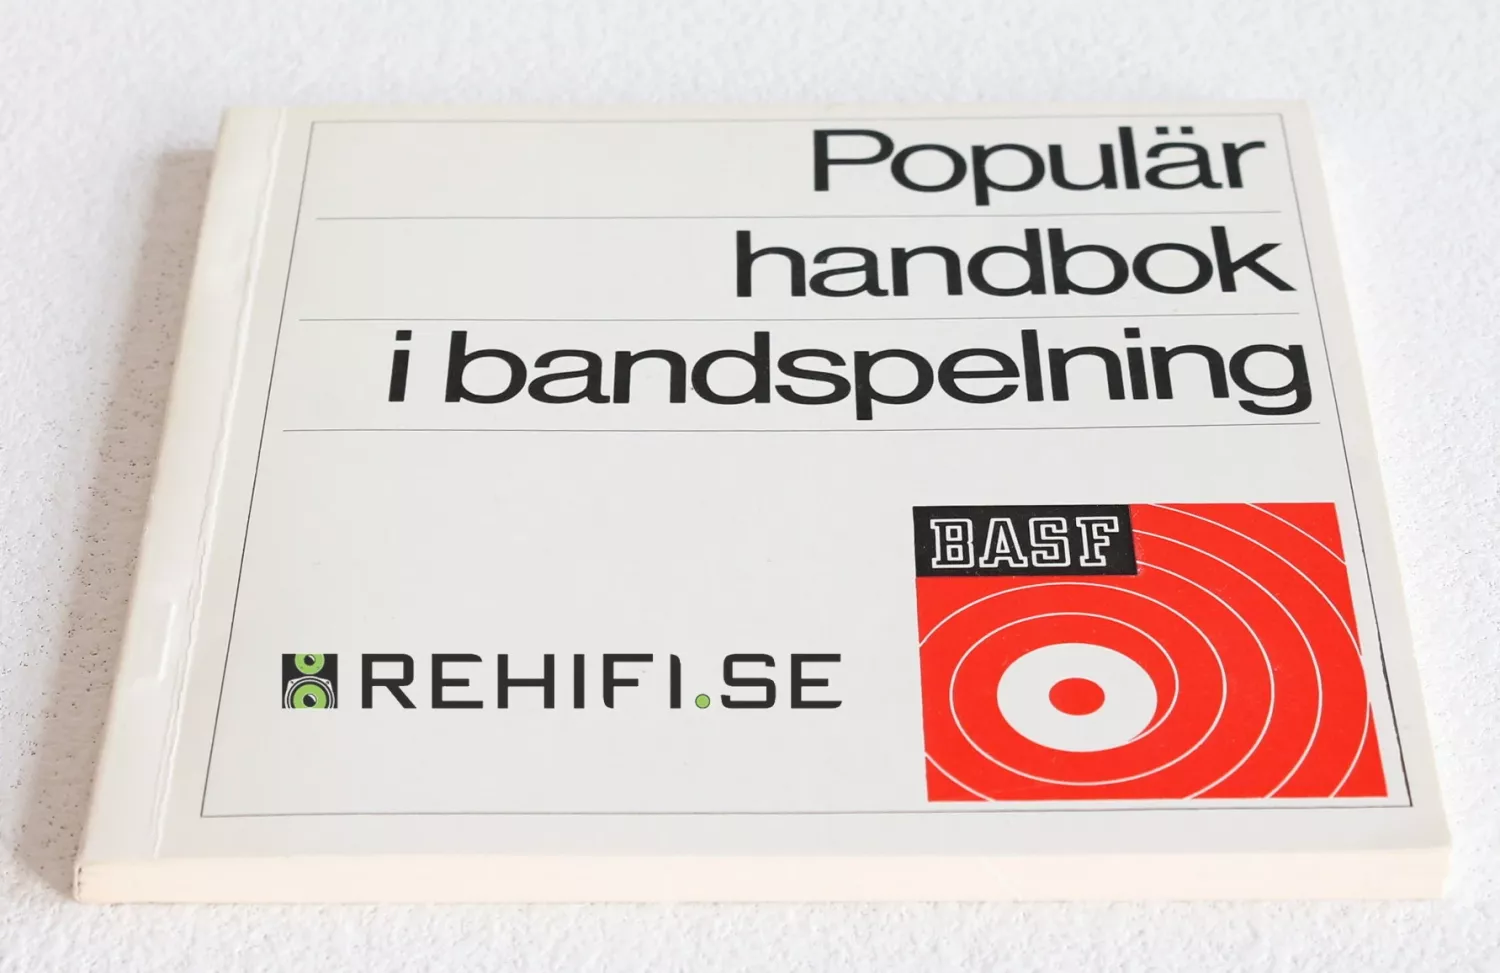 Populär
handbok
i bandspelning
BASF
REHIFI.SE